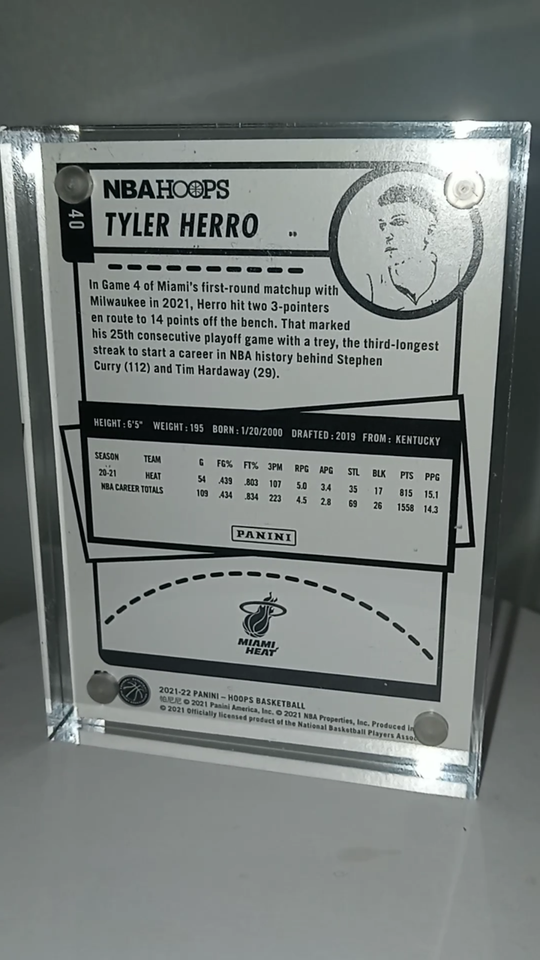 NBA HOOPS
40
TYLER HERRO
In Game 4 of Miami's first-round matchup with
Milwaukee in 2021, Herro hit two 3-pointers
en route to 14 points off the bench. That marked
his 25th consecutive playoff game with a trey, the third-longest
streak to start a career in NBA history behind Stephen
Curry (112) and Tim Hardaway (29).
HEIGHT: 6'5" WEIGHT: 195 BORN: 1/20/2000 DRAFTED: 2019 FROM: KENTUCKY
SEASON TEAM G FG% FT% 3PM RPG APG STL BLK PTS PPG
20-21 HEAT 54 .439 .803 107 5.0 3.4 35 17 815 15.1
NBA CAREER TOTALS 109 .434 .834 223 4.5 2.8 69 26 1558 14.3
PANINI
MIAMI
HEAT
2021-22 PANINI – HOOPS BASKETBALL
帕尼尼 © 2021 Panini America, Inc. © 2021 NBA Properties, Inc. Produced in
© 2021 Officially licensed product of the National Basketball Players